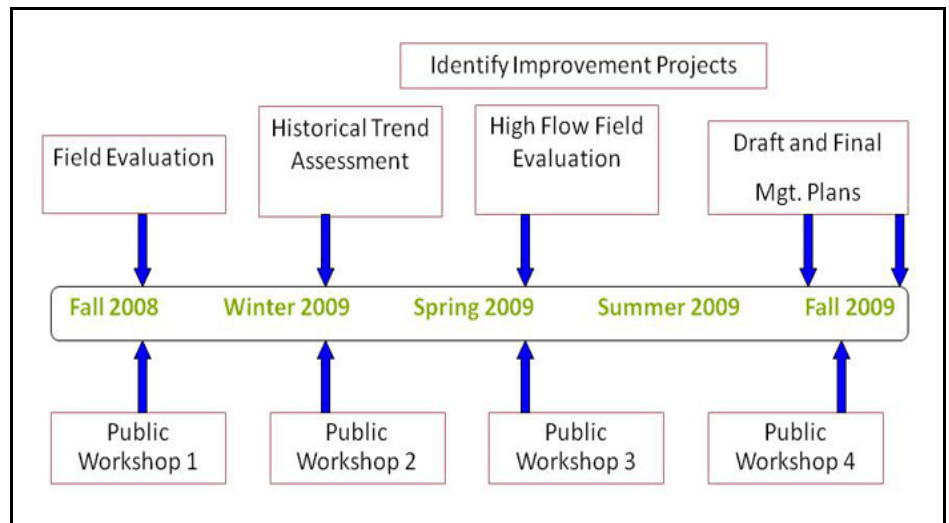 Identify Improvement Projects
Field Evaluation
Historical Trend
Assessment
High Flow Field
Evaluation
Draft and Final
Mgt. Plans
Fall 2008
Winter 2009
Spring 2009
Summer 2009
Fall 2009
Public
Workshop 1
Public
Workshop 2
Public
Workshop 3
Public
Workshop 4